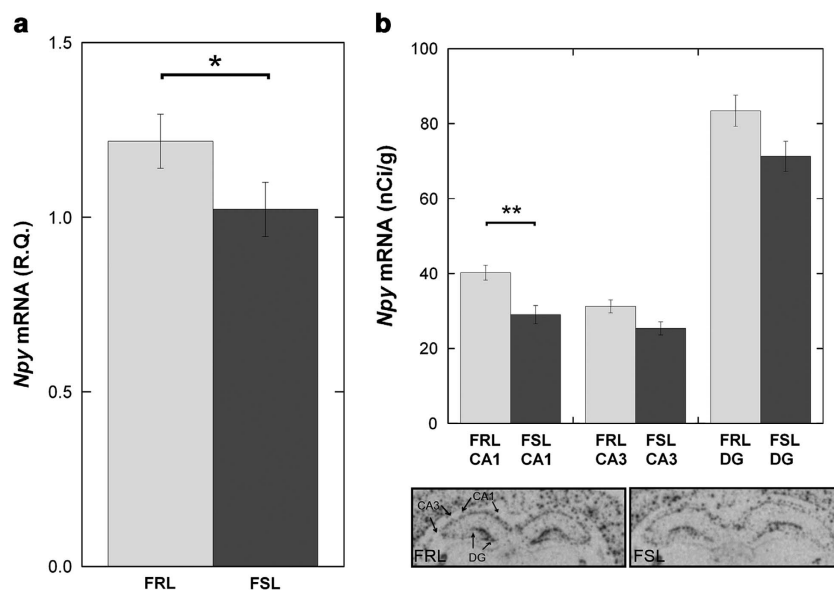 a
1.5
1.0
0.5
0.0
Npy mRNA (R.Q.)
*
FRL FSL
b
100
80
60
40
20
0
Npy mRNA (nCi/g)
**
FRL FSL FRL FSL FRL FSL
CA1 CA1 CA3 CA3 DG DG
CA3 CA1
DG
FRL
FSL